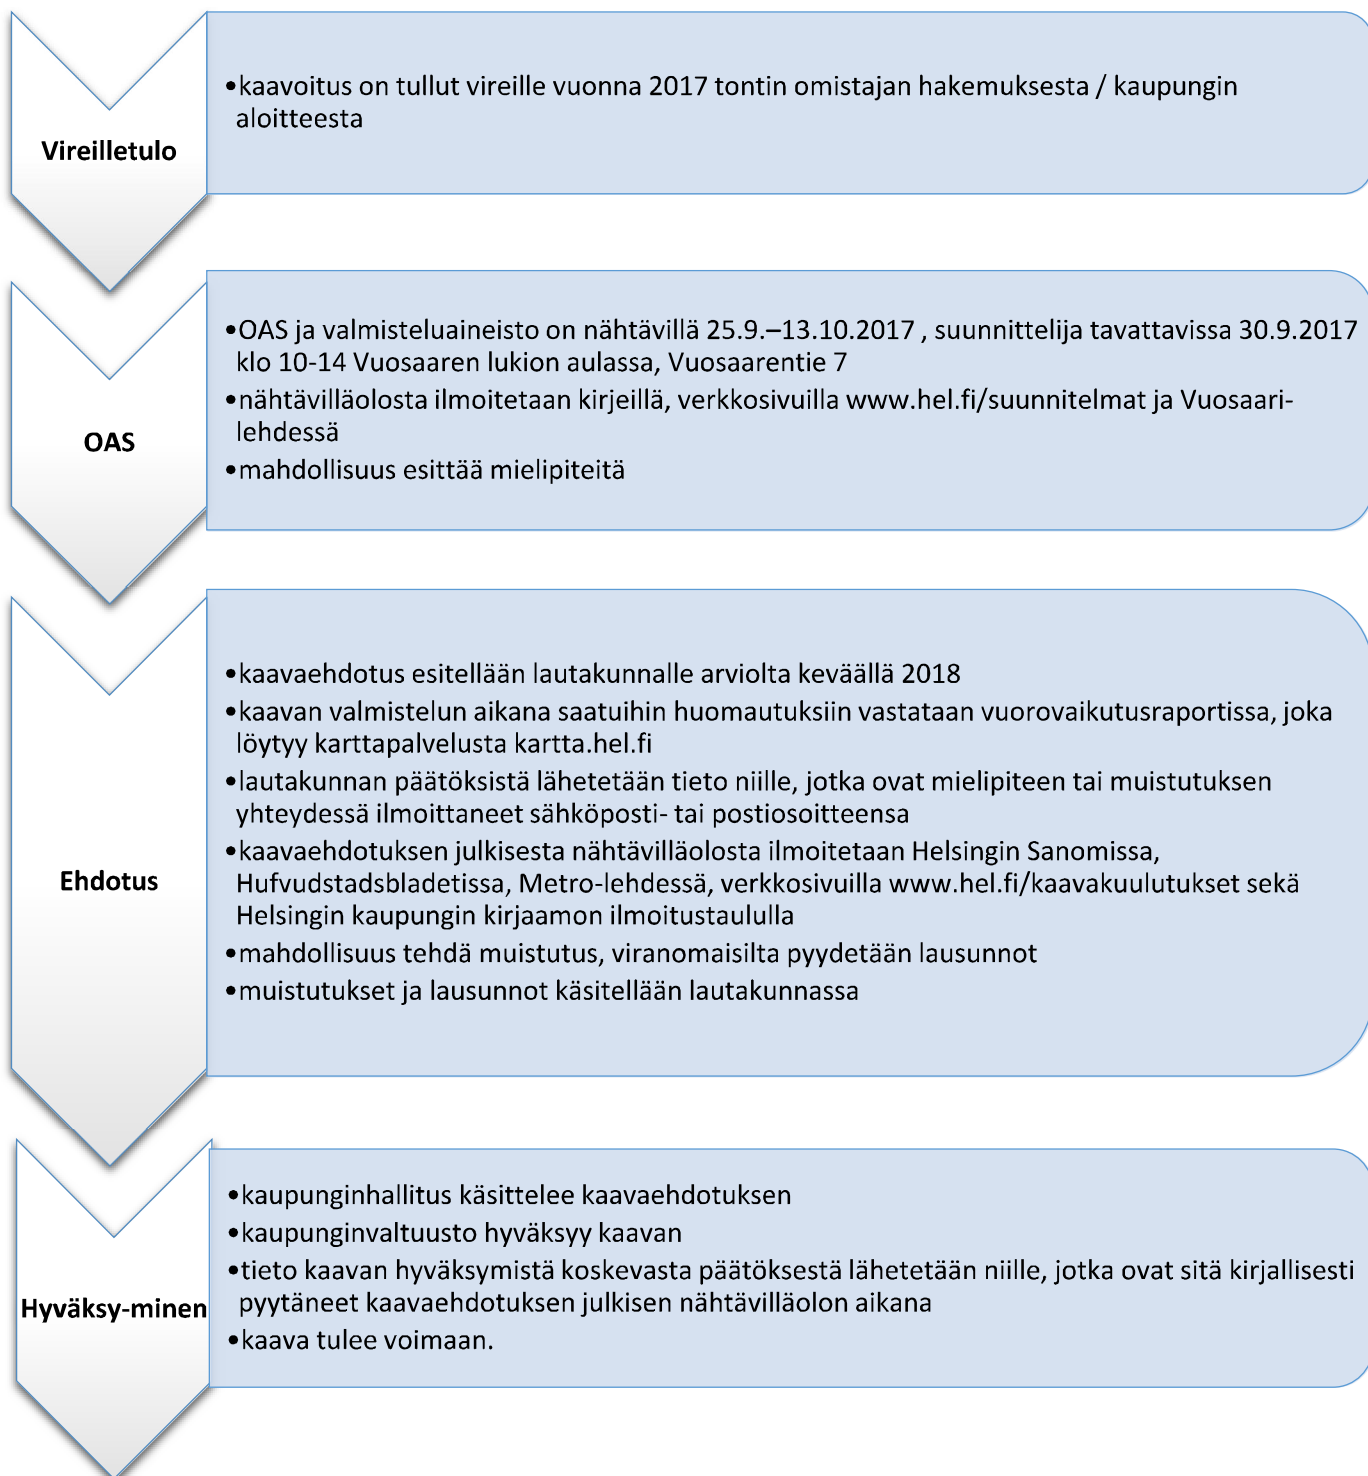 Vireilletulo
•kaavoitus on tullut vireille vuonna 2017 tontin omistajan hakemuksesta / kaupungin
aloitteesta
OAS
•OAS ja valmisteluaineisto on nähtävillä 25.9.–13.10.2017 , suunnittelija tavattavissa 30.9.2017
klo 10-14 Vuosaaren lukion aulassa, Vuosaarentie 7
•nähtävilläolosta ilmoitetaan kirjeillä, verkkosivuilla www.hel.fi/suunnitelmat ja Vuosaari-
lehdessä
•mahdollisuus esittää mielipiteitä
Ehdotus
•kaavaehdotus esitellään lautakunnalle arviolta keväällä 2018
•kaavan valmistelun aikana saatuihin huomautuksiin vastataan vuorovaikutusraportissa, joka
löytyy karttapalvelusta kartta.hel.fi
•lautakunnan päätöksistä lähetetään tieto niille, jotka ovat mielipiteen tai muistutuksen
yhteydessä ilmoittaneet sähköposti- tai postiosoitteensa
•kaavaehdotuksen julkisesta nähtävilläolosta ilmoitetaan Helsingin Sanomissa,
Hufvudstadsbladetissa, Metro-lehdessä, verkkosivuilla www.hel.fi/kaavakuulutukset sekä
Helsingin kaupungin kirjaamon ilmoitustaululla
•mahdollisuus tehdä muistutus, viranomaisilta pyydetään lausunnot
•muistutukset ja lausunnot käsitellään lautakunnassa
Hyväksy-minen
•kaupunginhallitus käsittelee kaavaehdotuksen
•kaupunginvaltuusto hyväksyy kaavan
•tieto kaavan hyväksymistä koskevasta päätöksestä lähetetään niille, jotka ovat sitä kirjallisesti
pyytäneet kaavaehdotuksen julkisen nähtävilläolon aikana
•kaava tulee voimaan.